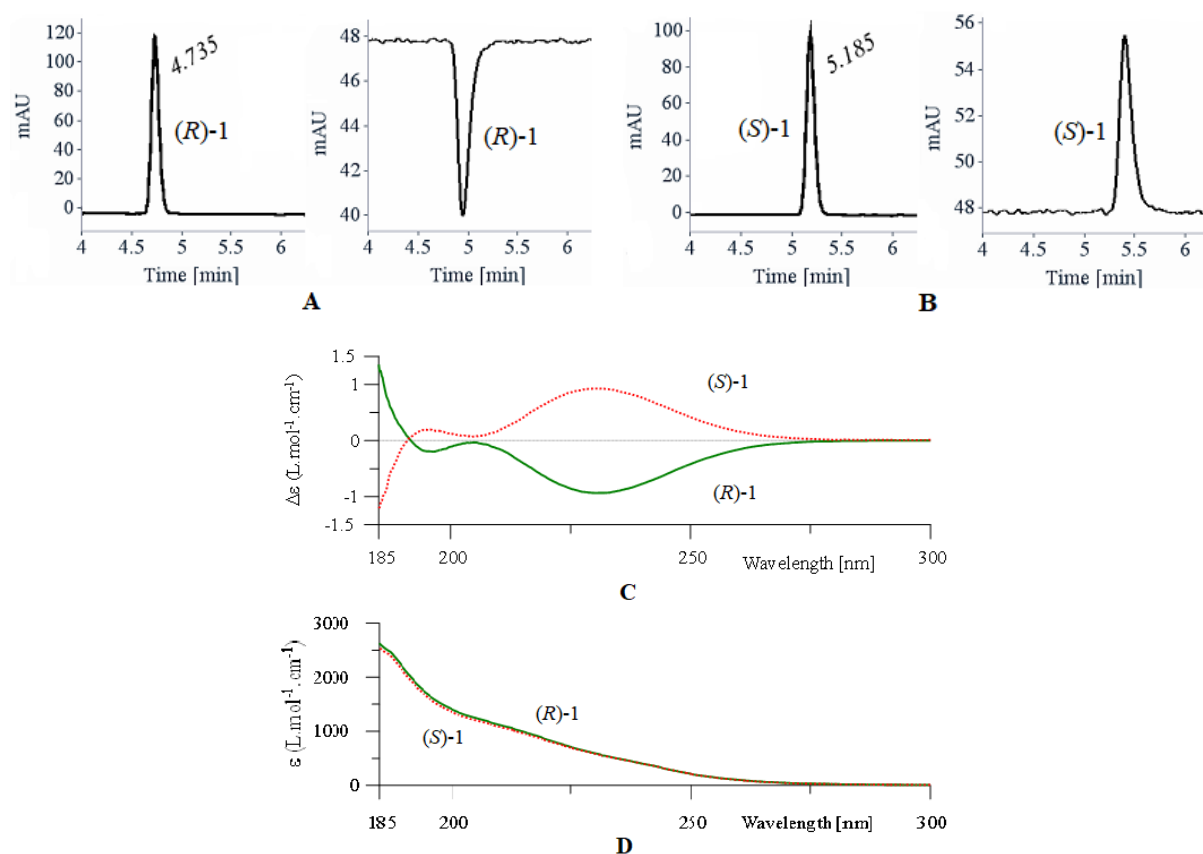 120
100
80
60
40
20
0
mAU
4.735
(R)-1
4 4.5 5 5.5 6
Time [min]
48
46
44
42
40
mAU
(R)-1
4 4.5 5 5.5 6
Time [min]
A
100
80
60
40
20
0
mAU
5.185
(S)-1
4 4.5 5 5.5 6
Time [min]
56
54
52
50
48
mAU
(S)-1
4 4.5 5 5.5 6
Time [min]
B
1.5
1
0
-1
-1.5
Δε (L.mol⁻¹.cm⁻¹)
(S)-1
(R)-1
185 200 250 Wavelength [nm] 300
C
3000
2000
1000
0
ε (L.mol⁻¹.cm⁻¹)
(R)-1
(S)-1
185 200 250 Wavelength [nm] 300
D